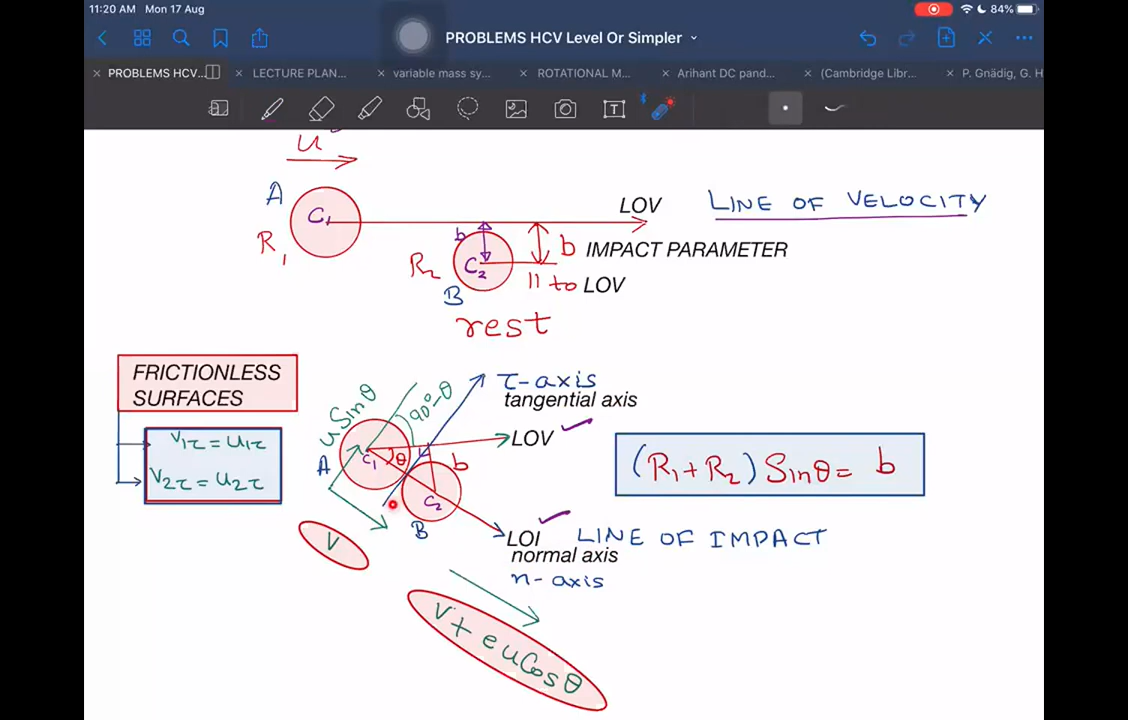 11:20 AM Mon 17 Aug
84%
PROBLEMS HCV Level Or Simpler
PROBLEMS HCV...
LECTURE PLAN...
variable mass sy...
ROTATIONAL M...
Arihant DC pand...
(Cambridge Libr...
P. Gnädig, G. H
u
A
C₁
R₁
LOV
LINE OF VELOCITY
b
C₂
R₂
B
b IMPACT PARAMETER
|| to LOV
rest
FRICTIONLESS
SURFACES
v₁τ = u₁τ
v₂τ = u₂τ
u Sinθ
90°-θ
τ-axis
tangential axis
LOV
A
C₁
θ
b
C₂
B
(R₁+R₂) Sinθ = b
LOI LINE OF IMPACT
normal axis
n-axis
V
V + e u Cosθ